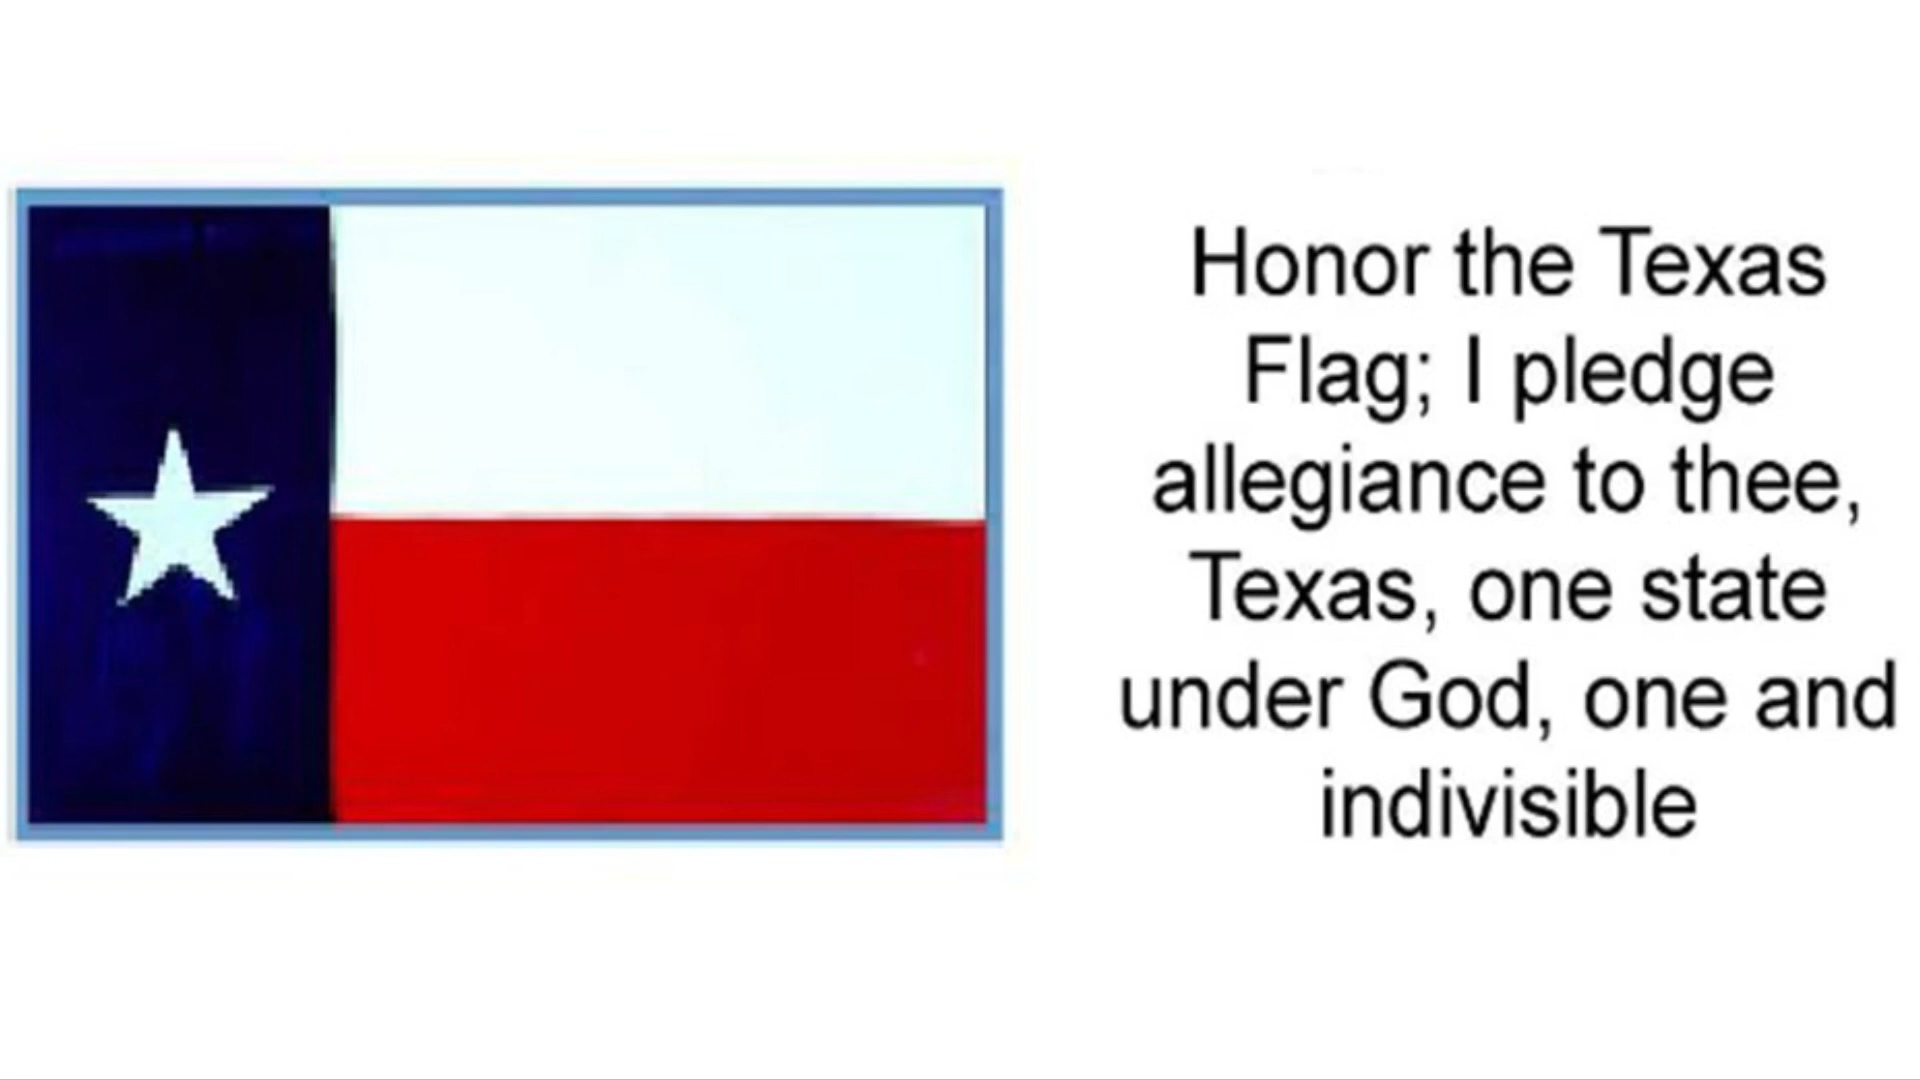 Honor the Texas
Flag; I pledge
allegiance to thee,
Texas, one state
under God, one and
indivisible